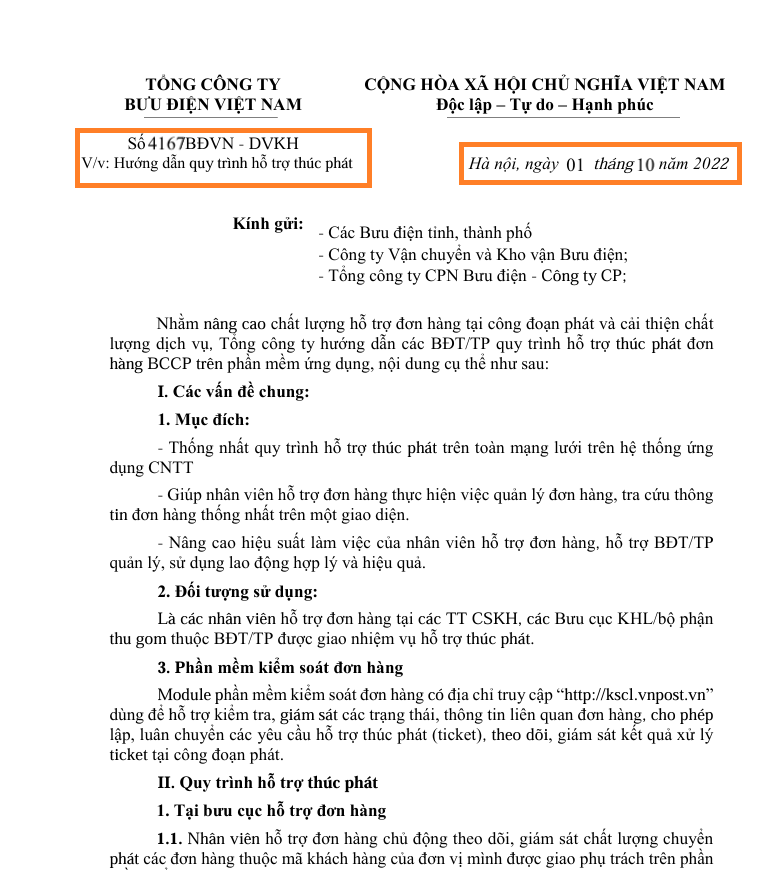 TỔNG CÔNG TY
BƯU ĐIỆN VIỆT NAM
CỘNG HÒA XÃ HỘI CHỦ NGHĨA VIỆT NAM
Độc lập – Tự do – Hạnh phúc
Số 4167BĐVN - DVKH
V/v: Hướng dẫn quy trình hỗ trợ thúc phát
Hà nội, ngày 01 tháng 10 năm 2022
Kính gửi:
- Các Bưu điện tỉnh, thành phố
- Công ty Vận chuyển và Kho vận Bưu điện;
- Tổng công ty CPN Bưu điện - Công ty CP;
Nhằm nâng cao chất lượng hỗ trợ đơn hàng tại công đoạn phát và cải thiện chất
lượng dịch vụ, Tổng công ty hướng dẫn các BĐT/TP quy trình hỗ trợ thúc phát đơn
hàng BCCP trên phần mềm ứng dụng, nội dung cụ thể như sau:
I. Các vấn đề chung:
1. Mục đích:
- Thống nhất quy trình hỗ trợ thúc phát trên toàn mạng lưới trên hệ thống ứng
dụng CNTT
- Giúp nhân viên hỗ trợ đơn hàng thực hiện việc quản lý đơn hàng, tra cứu thông
tin đơn hàng thống nhất trên một giao diện.
- Nâng cao hiệu suất làm việc của nhân viên hỗ trợ đơn hàng, hỗ trợ BĐT/TP
quản lý, sử dụng lao động hợp lý và hiệu quả.
2. Đối tượng sử dụng:
Là các nhân viên hỗ trợ đơn hàng tại các TT CSKH, các Bưu cục KHL/bộ phận
thu gom thuộc BĐT/TP được giao nhiệm vụ hỗ trợ thúc phát.
3. Phần mềm kiểm soát đơn hàng
Module phần mềm kiểm soát đơn hàng có địa chỉ truy cập “http://kscl.vnpost.vn”
dùng để hỗ trợ kiểm tra, giám sát các trạng thái, thông tin liên quan đơn hàng, cho phép
lập, luân chuyển các yêu cầu hỗ trợ thúc phát (ticket), theo dõi, giám sát kết quả xử lý
ticket tại công đoạn phát.
II. Quy trình hỗ trợ thúc phát
1. Tại bưu cục hỗ trợ đơn hàng
1.1. Nhân viên hỗ trợ đơn hàng chủ động theo dõi, giám sát chất lượng chuyển
phát các đơn hàng thuộc mã khách hàng của đơn vị mình được giao phụ trách trên phần